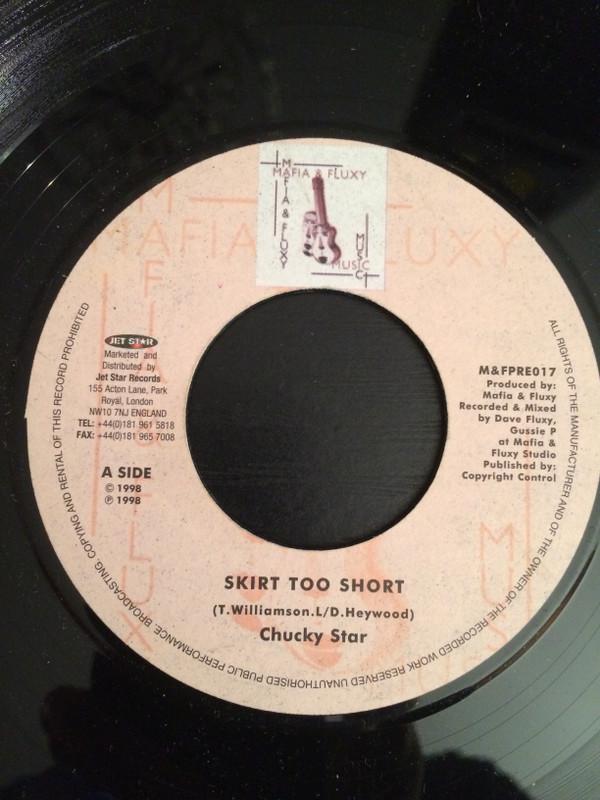 MAFIA & FLUXY
MAFIA & FLUXY
MUSIC
MUSIC
MAFIA & FLUXY
JET STAR
Marketed and
Distributed by
Jet Star Records
155 Acton Lane, Park
Royal, London
NW10 7NJ ENGLAND
TEL: +44(0)181 961 5818
FAX: +44(0)181 965 7008
A SIDE
© 1998
℗ 1998
M&FPRE017
Produced by:
Mafia & Fluxy
Recorded & Mixed
by Dave Fluxy,
Gussie P
at Mafia &
Fluxy Studio
Published by:
Copyright Control
SKIRT TOO SHORT
(T.Williamson.L/D.Heywood)
Chucky Star
ALL RIGHTS OF THE MANUFACTURER AND OF THE OWNER OF THE RECORDED WORK RESERVED UNAUTHORISED PUBLIC PERFORMANCE, BROADCASTING, COPYING AND RENTAL OF THIS RECORD PROHIBITED